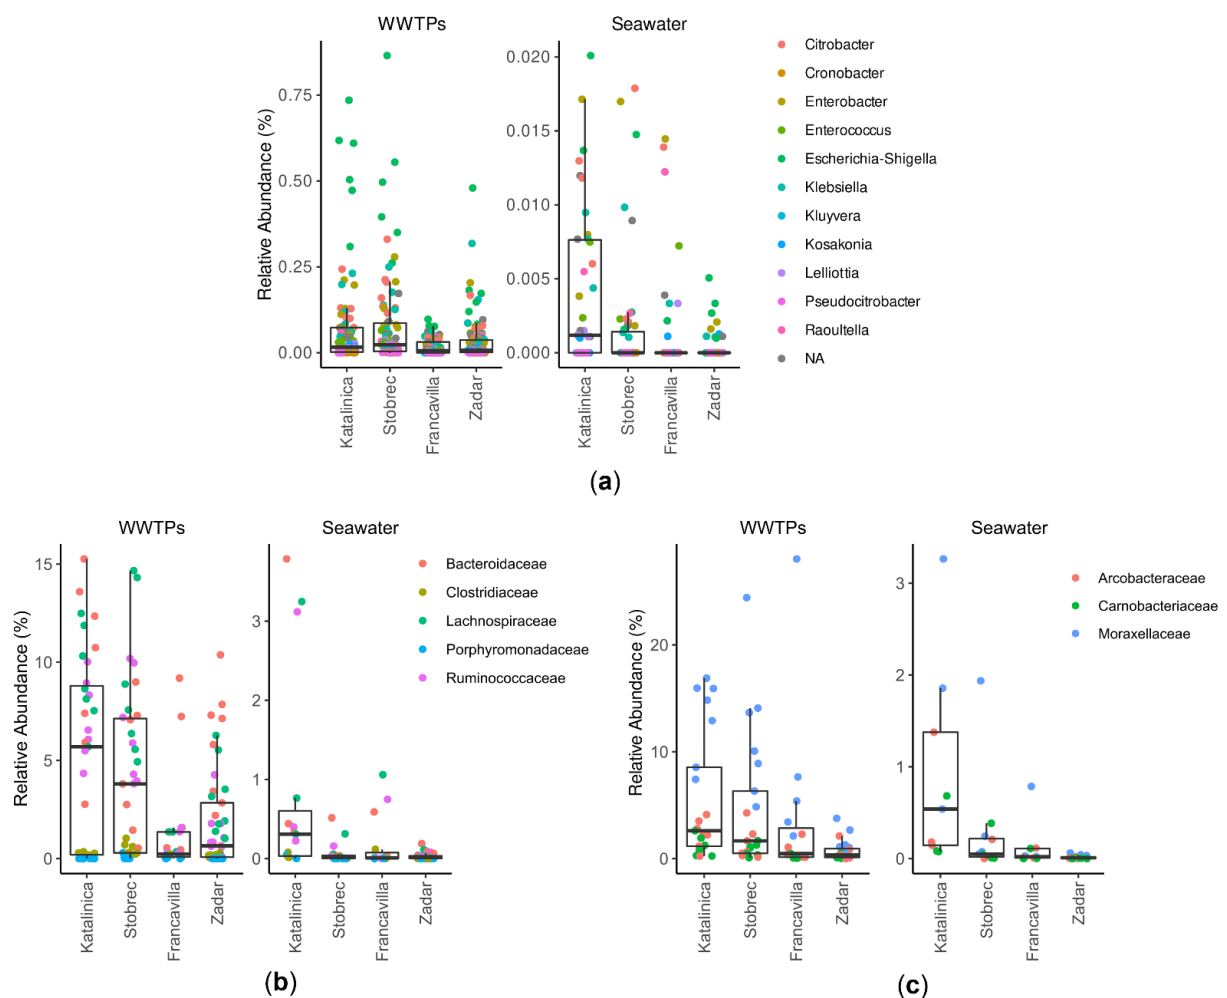 WWTPs
Seawater
Relative Abundance (%)
0.75
0.50
0.25
0.00
0.020
0.015
0.010
0.005
0.000
Katalinica
Stobrec
Francavilla
Zadar
Katalinica
Stobrec
Francavilla
Zadar
Citrobacter
Cronobacter
Enterobacter
Enterococcus
Escherichia-Shigella
Klebsiella
Kluyvera
Kosakonia
Lelliottia
Pseudocitrobacter
Raoultella
NA
(a)
WWTPs
Seawater
Relative Abundance (%)
15
10
5
0
3
2
1
0
Katalinica
Stobrec
Francavilla
Zadar
Katalinica
Stobrec
Francavilla
Zadar
Bacteroidaceae
Clostridiaceae
Lachnospiraceae
Porphyromonadaceae
Ruminococcaceae
(b)
WWTPs
Seawater
Relative Abundance (%)
20
10
0
3
2
1
0
Katalinica
Stobrec
Francavilla
Zadar
Katalinica
Stobrec
Francavilla
Zadar
Arcobacteraceae
Carnobacteriaceae
Moraxellaceae
(c)